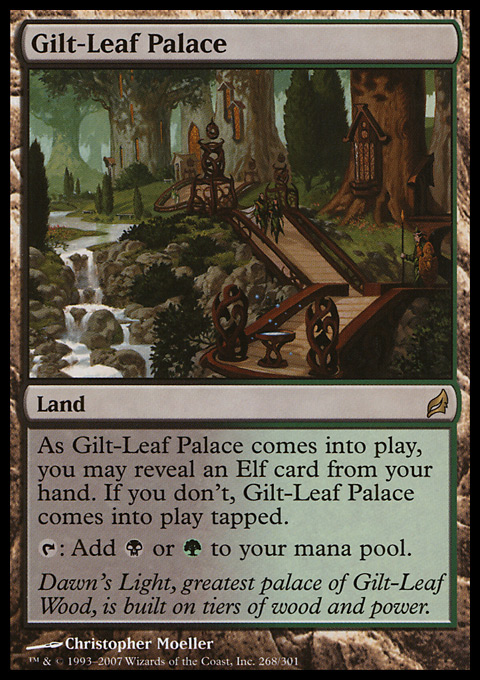 Gilt-Leaf Palace
Land
As Gilt-Leaf Palace comes into play,
you may reveal an Elf card from your
hand. If you don't, Gilt-Leaf Palace
comes into play tapped.
: Add or to your mana pool.
Dawn's Light, greatest palace of Gilt-Leaf
Wood, is built on tiers of wood and power.
Christopher Moeller
™ & © 1993–2007 Wizards of the Coast, Inc. 268/301